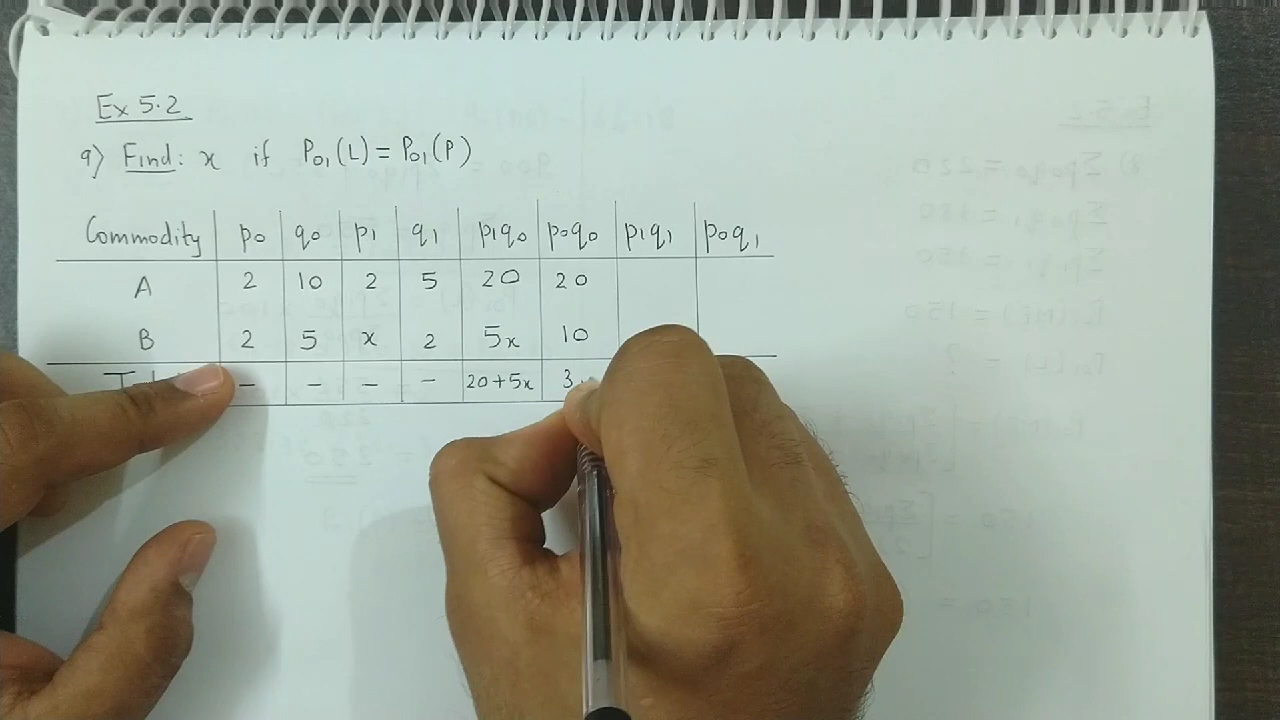 Ex 5.2
9) Find: x if P01(L) = P01(P)
Commodity p0 q0 p1 q1 p1q0 p0q0 p1q1 p0q1
A 2 10 2 5 20 20
B 2 5 x 2 5x 10
- - - - 20+5x 3